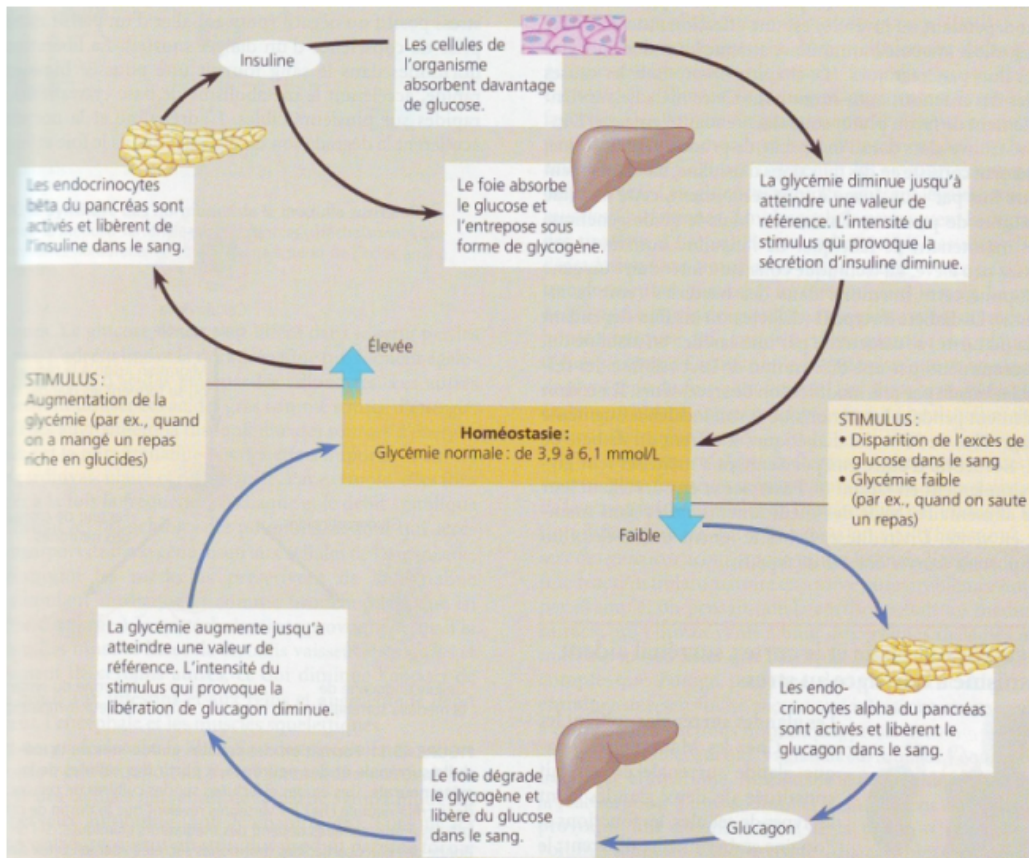 Insuline
Les cellules de
l'organisme
absorbent davantage
de glucose.
Les endocrinocytes
bêta du pancréas sont
activés et libèrent de
l'insuline dans le sang.
Le foie absorbe
le glucose et
l'entrepose sous
forme de glycogène.
La glycémie diminue jusqu'à
atteindre une valeur de
référence. L'intensité du
stimulus qui provoque la
sécrétion d'insuline diminue.
Élevée
STIMULUS :
Augmentation de la
glycémie (par ex., quand
on a mangé un repas
riche en glucides)
Homéostasie :
Glycémie normale : de 3,9 à 6,1 mmol/L
STIMULUS :
• Disparition de l'excès de
glucose dans le sang
• Glycémie faible
(par ex., quand on saute
un repas)
Faible
La glycémie augmente jusqu'à
atteindre une valeur de
référence. L'intensité du
stimulus qui provoque la
libération de glucagon diminue.
Les endo-
crinocytes alpha du pancréas
sont activés et libèrent le
glucagon dans le sang.
Le foie dégrade
le glycogène et
libère du glucose
dans le sang.
Glucagon